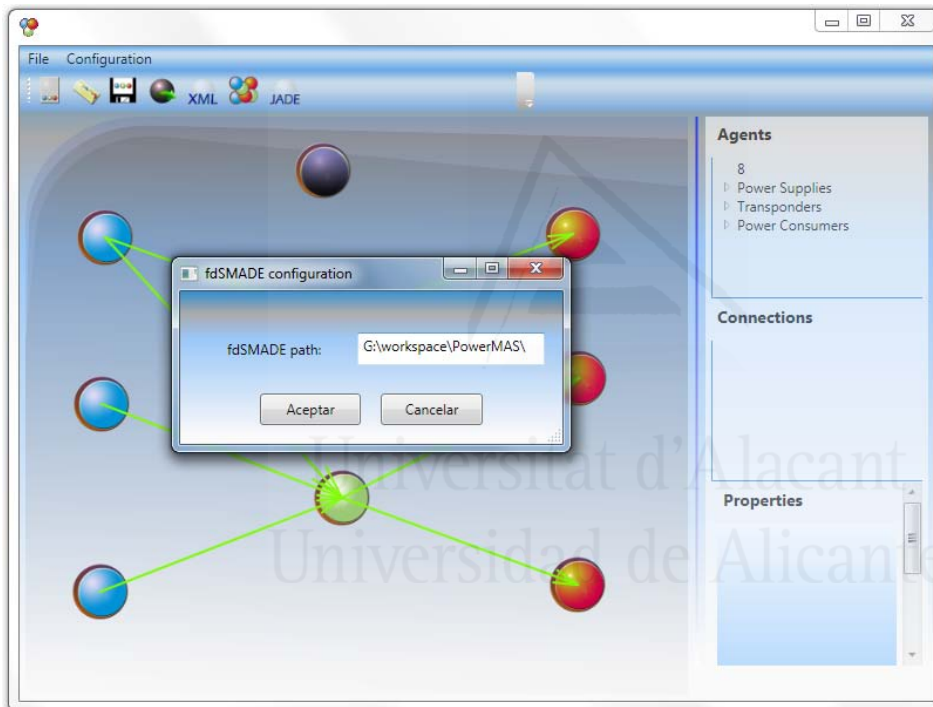 File Configuration
XML JADE
Agents
8
Power Supplies
Transponders
Power Consumers
fdSMADE configuration
fdSMADE path: G:\workspace\PowerMAS\
Aceptar Cancelar
Connections
Properties
Universitat d'Alacant
Universidad de Alicante